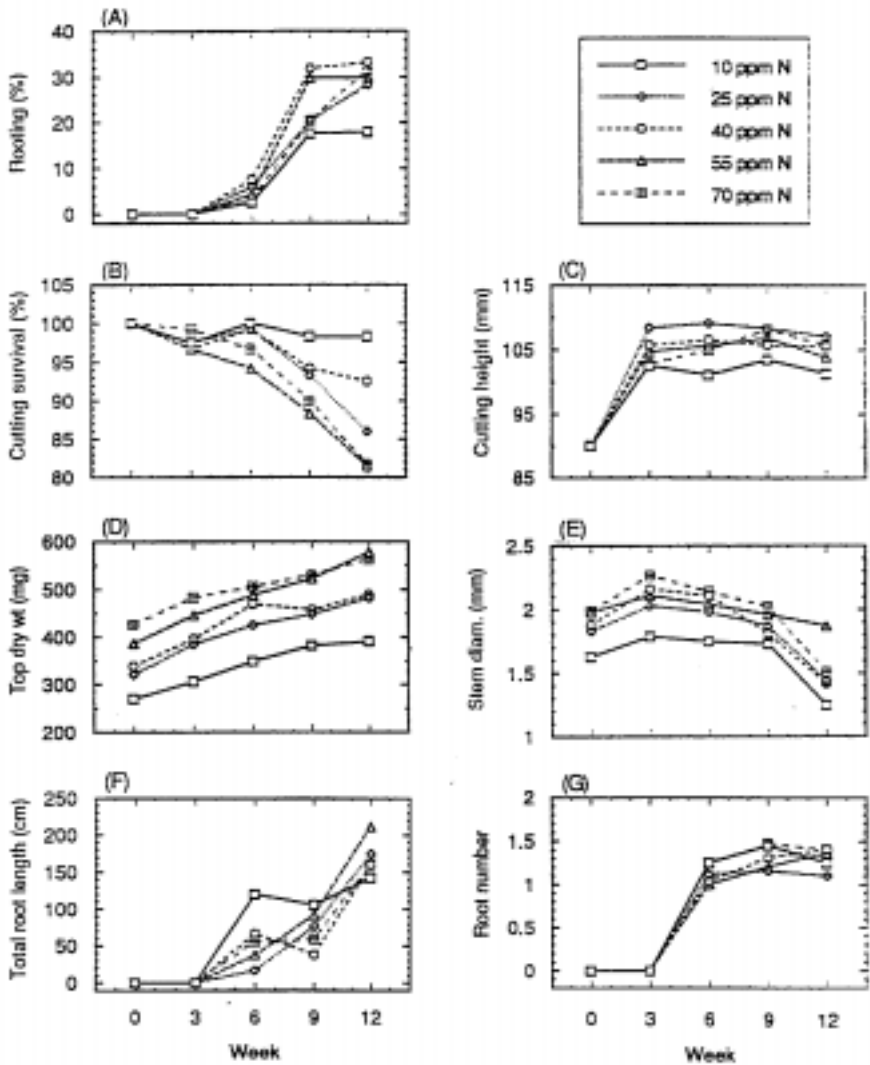 (A)
Rooting (%)
40
30
20
10
0
10 ppm N
25 ppm N
40 ppm N
55 ppm N
70 ppm N
(B)
Cutting survival (%)
105
100
95
90
85
80
(C)
Cutting height (mm)
115
105
95
85
(D)
Top dry wt (mg)
600
500
400
300
200
(E)
Stem diam. (mm)
2.5
2
1.5
1
(F)
Total root length (cm)
250
200
150
100
50
0
0 3 6 9 12
Week
(G)
Root number
2
1.5
1
0.5
0
0 3 6 9 12
Week